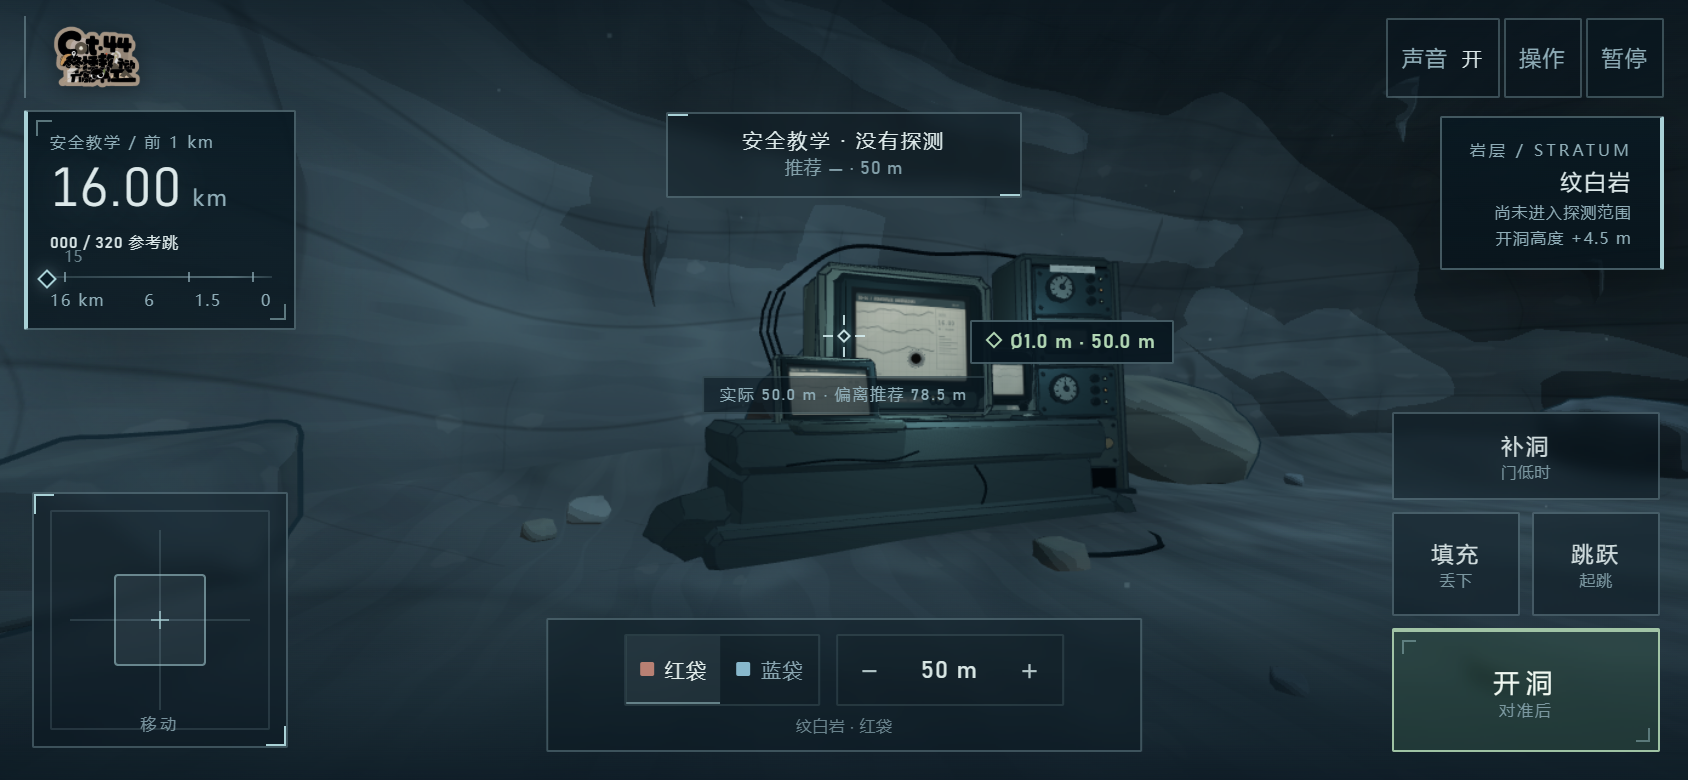 声音 开
操作
暂停
安全教学 / 前 1 km
16.00 km
000 / 320 参考跳
15
16 km 6 1.5 0
安全教学 · 没有探测
推荐 — · 50 m
岩层 / STRATUM
纹白岩
尚未进入探测范围
开洞高度 +4.5 m
Ø1.0 m · 50.0 m
实际 50.0 m · 偏离推荐 78.5 m
补洞
门低时
填充
丢下
跳跃
起跳
移动
红袋
蓝袋
− 50 m +
纹白岩 · 红袋
开洞
对准后